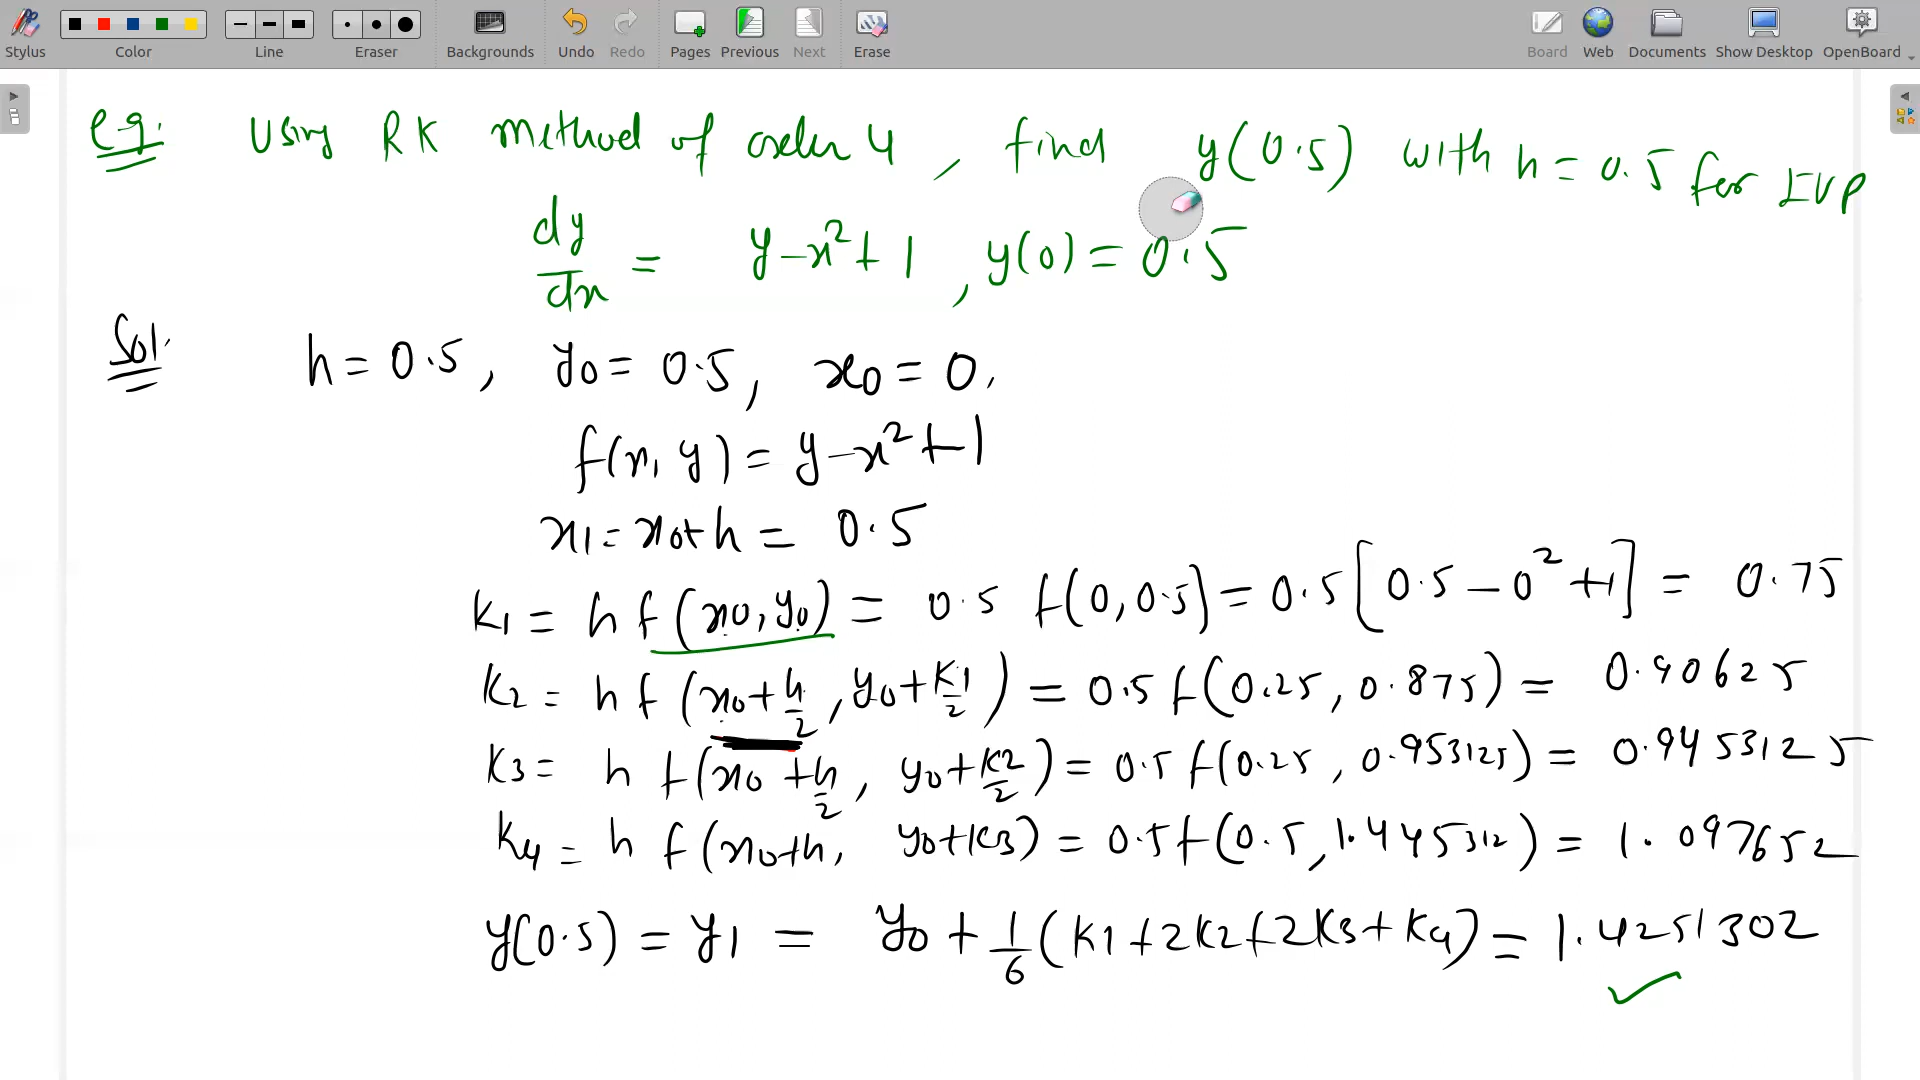 Stylus Color Line Eraser Backgrounds Undo Redo Pages Previous Next Erase Board Web Documents Show Desktop OpenBoard
eg: Using RK method of order 4, find y(0.5) with h = 0.5 for IVP
dy/dx = y - x² + 1, y(0) = 0.5
Sol: h = 0.5, y0 = 0.5, x0 = 0.
f(x, y) = y - x² + 1
x1 = x0 + h = 0.5
K1 = h f(x0, y0) = 0.5 f(0, 0.5) = 0.5 [0.5 - 0² + 1] = 0.75
K2 = h f(x0 + h/2, y0 + K1/2) = 0.5 f(0.25, 0.875) = 0.90625
K3 = h f(x0 + h/2, y0 + K2/2) = 0.5 f(0.25, 0.953125) = 0.9453125
K4 = h f(x0 + h, y0 + K3) = 0.5 f(0.5, 1.445312) = 1.097652
y(0.5) = y1 = y0 + 1/6 (K1 + 2K2 + 2K3 + K4) = 1.4251302